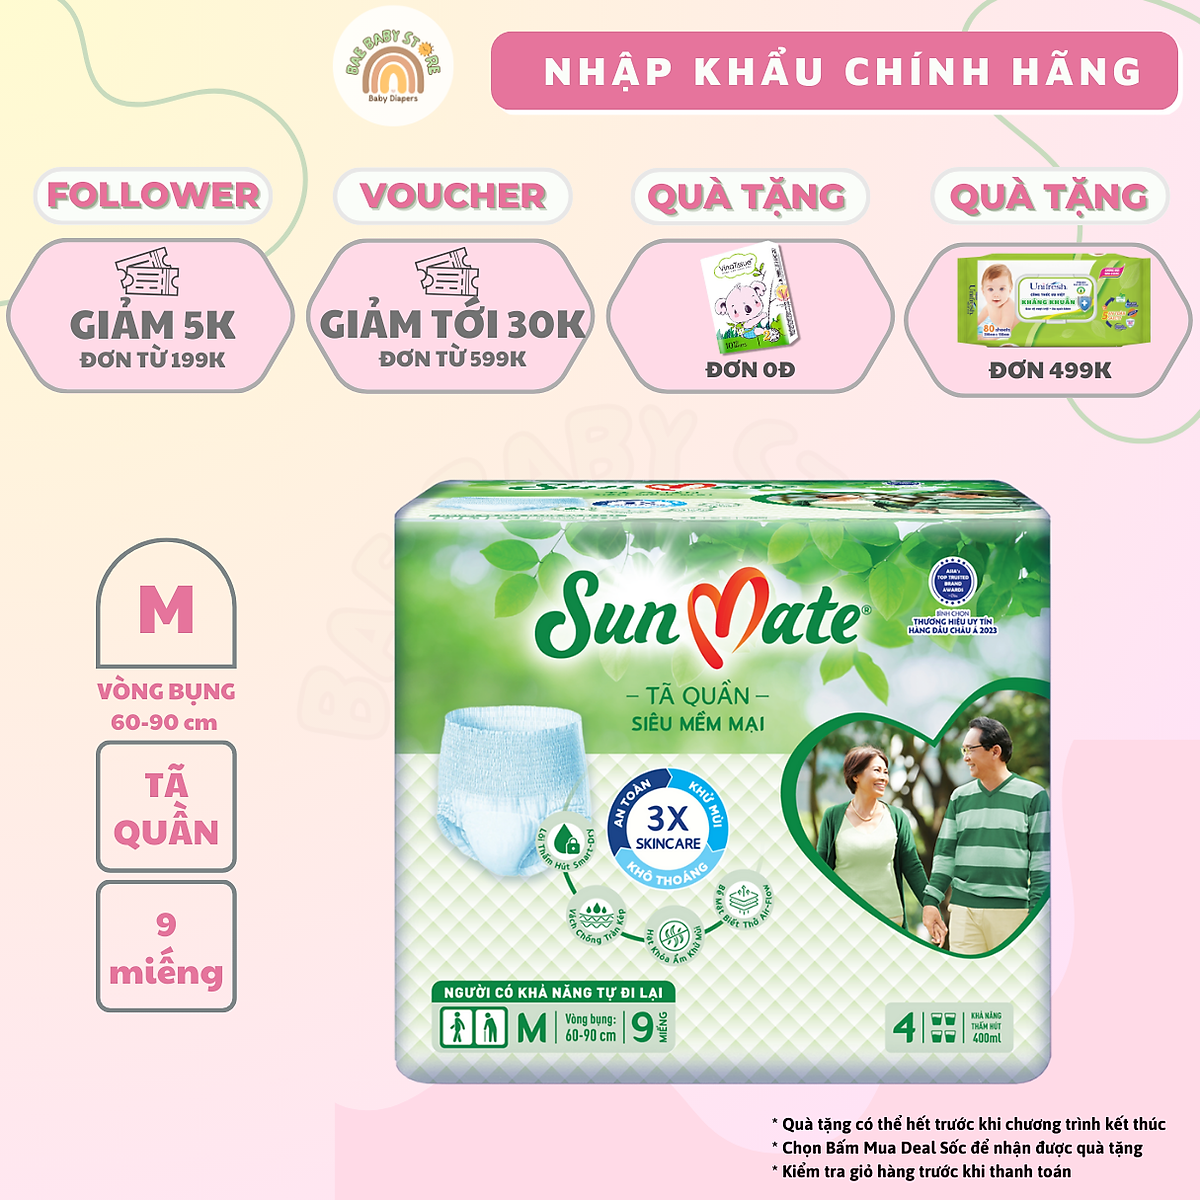 BAE BABY STORE
Baby Diapers
NHẬP KHẨU CHÍNH HÃNG
FOLLOWER
VOUCHER
QUÀ TẶNG
QUÀ TẶNG
GIẢM 5K
ĐƠN TỪ 199K
GIẢM TỚI 30K
ĐƠN TỪ 599K
VinaTissue
ĐƠN 0Đ
Unifresh
KHÁNG KHUẨN
80 sheets
ĐƠN 499K
M
VÒNG BỤNG
60-90 cm
TÃ
QUẦN
9
miếng
Sun Mate
Sun Mate®
ASIA's
TOP TRUSTED
BRAND
AWARDS
BÌNH CHỌN
THƯƠNG HIỆU UY TÍN
HÀNG ĐẦU CHÂU Á 2023
TÃ QUẦN
SIÊU MỀM MẠI
AN TOÀN
KHỬ MÙI
3X
SKINCARE
KHÔ THOÁNG
Lõi Thấm Hút Smart-Dry
Vách Chống Tràn Kép
Hạt Khóa Ẩm Khử Mùi
Bề Mặt Biết Thở Air-Flow
NGƯỜI CÓ KHẢ NĂNG TỰ ĐI LẠI
M
Vòng bụng:
60-90 cm
9
MIẾNG
4
KHẢ NĂNG
THẤM HÚT
400ml
* Quà tặng có thể hết trước khi chương trình kết thúc
* Chọn Bấm Mua Deal Sốc để nhận được quà tặng
* Kiểm tra giỏ hàng trước khi thanh toán